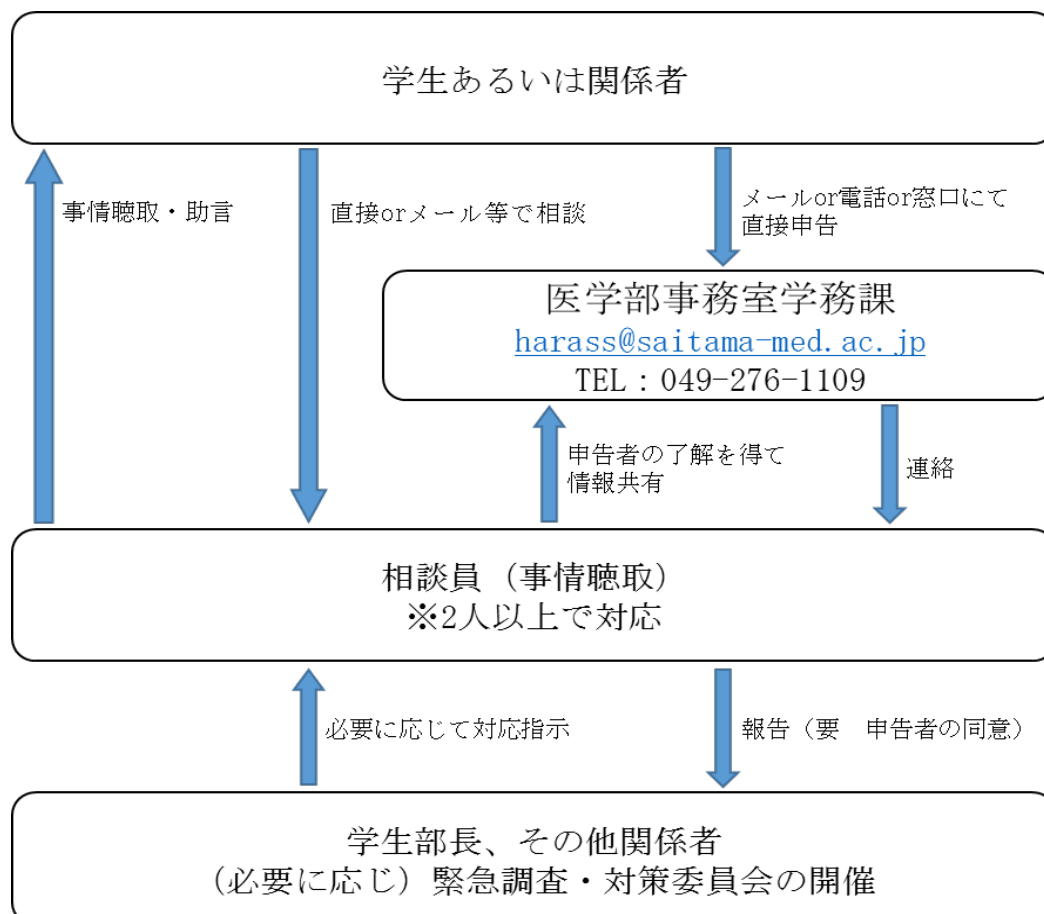 学生あるいは関係者
事情聴取・助言
直接orメール等で相談
メールor電話or窓口にて
直接申告
医学部事務室学務課
harass@saitama-med.ac.jp
TEL：049-276-1109
申告者の了解を得て
情報共有
連絡
相談員（事情聴取）
※2人以上で対応
必要に応じて対応指示
報告（要　申告者の同意）
学生部長、その他関係者
（必要に応じ）緊急調査・対策委員会の開催